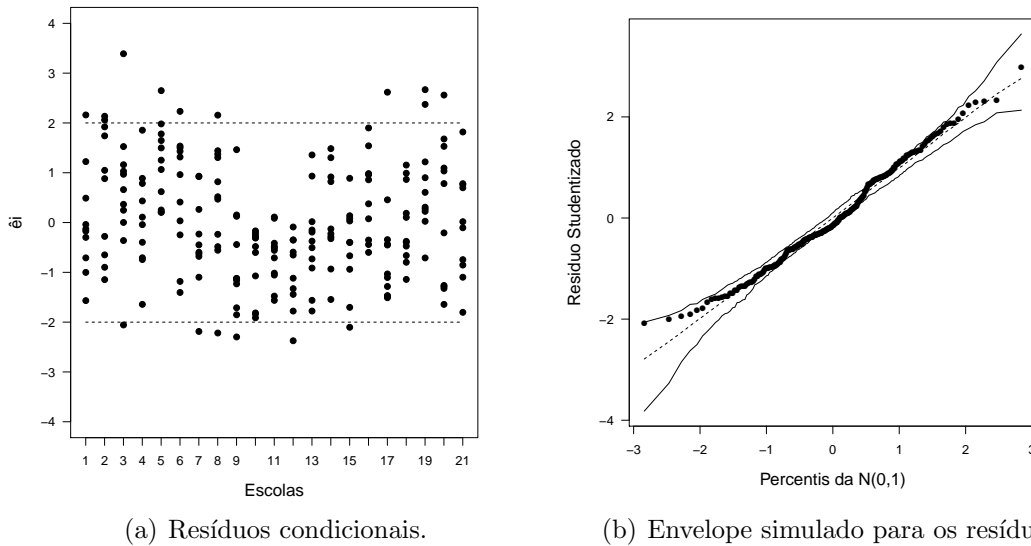 4
3
2
1
0
−1
−2
−3
−4
êi
1 2 3 4 5 6 7 8 9 11 13 15 17 19 21
Escolas
(a) Resíduos condicionais.
2
0
−2
−4
Residuo Studentizado
−3 −2 −1 0 1 2 3
Percentis da N(0,1)
(b) Envelope simulado para os resídu